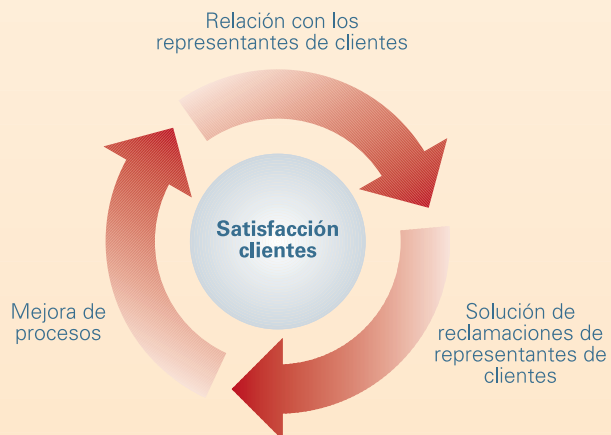 Relación con los
representantes de clientes
Satisfacción
clientes
Mejora de
procesos
Solución de
reclamaciones de
representantes de
clientes